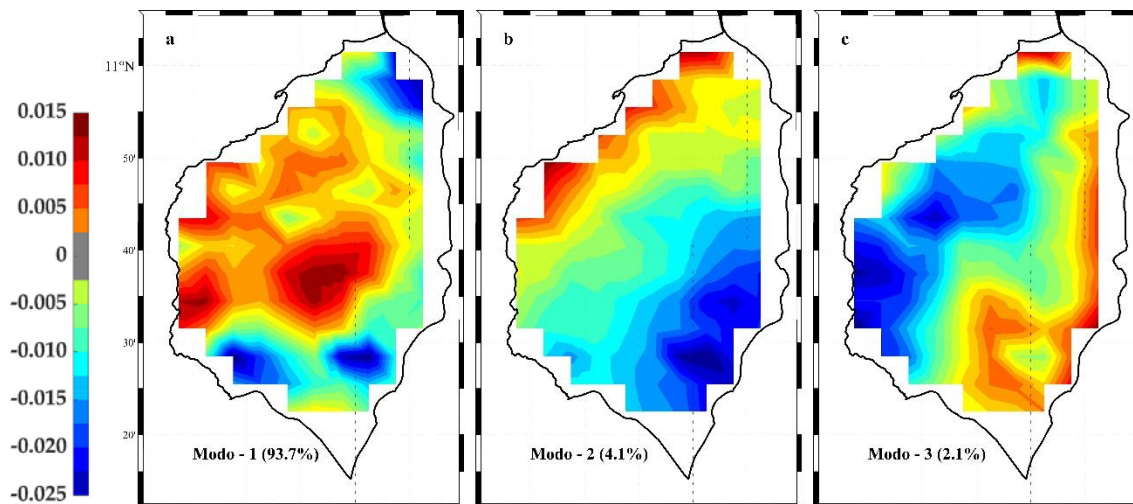 a
b
c
11°N
50'
40'
30'
20'
0.015
0.010
0.005
0
-0.005
-0.010
-0.015
-0.020
-0.025
Modo - 1 (93.7%)
Modo - 2 (4.1%)
Modo - 3 (2.1%)